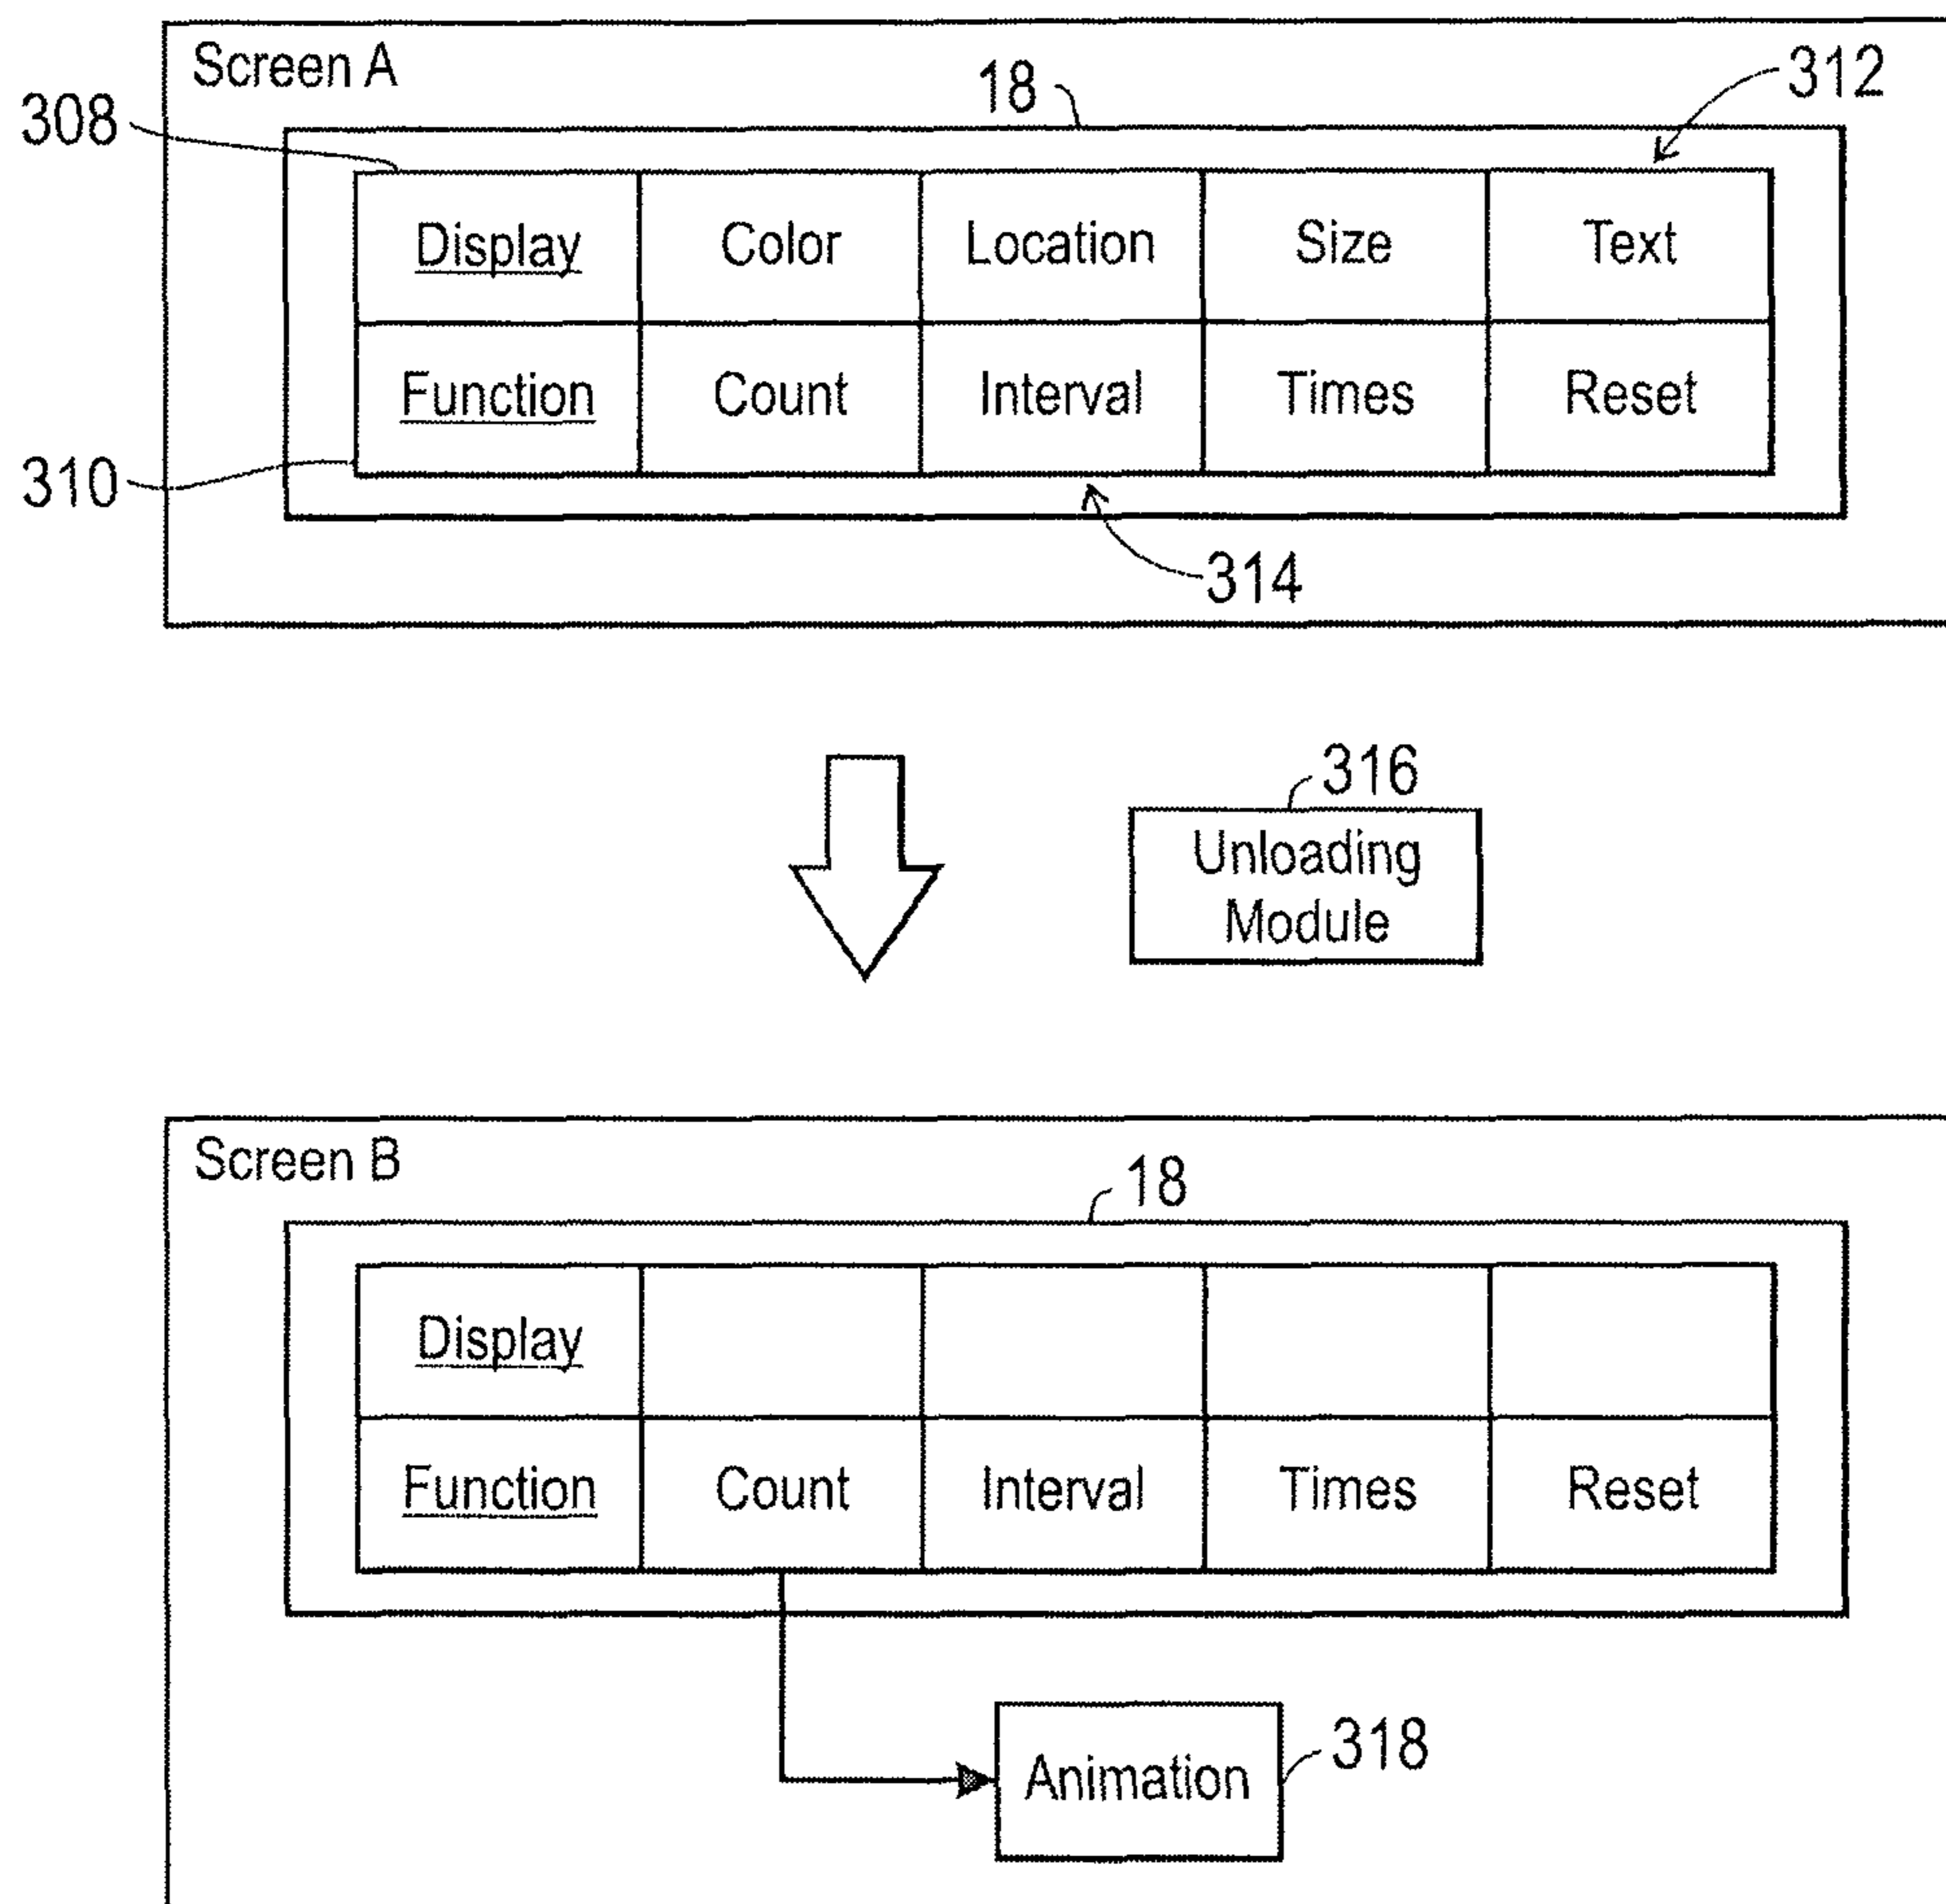 Screen A
18
312
308
Display Color Location Size Text
Function Count Interval Times Reset
310
314
316
Unloading
Module
Screen B
18
Display
Function Count Interval Times Reset
Animation
318